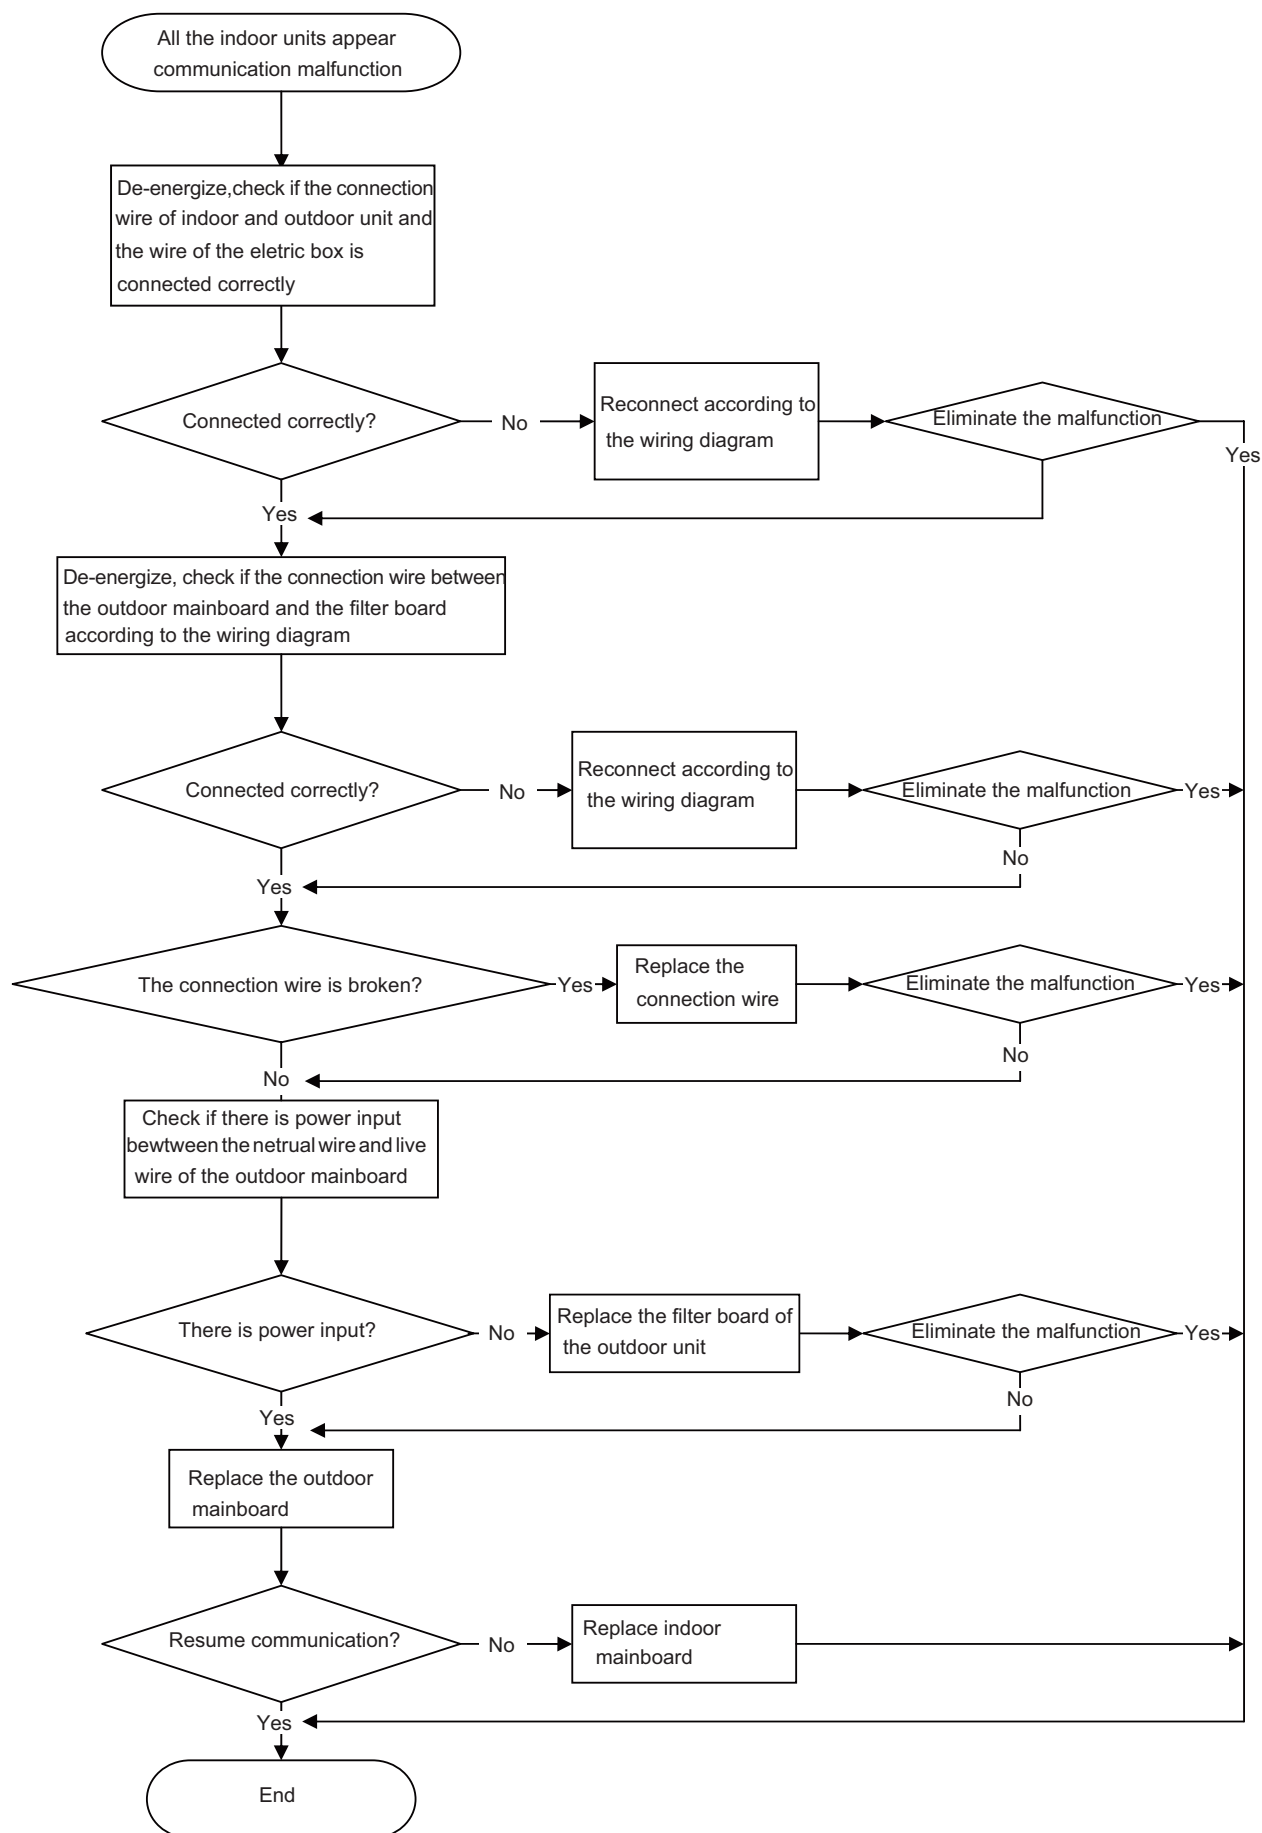 All the indoor units appear
communication malfunction
De-energize,check if the connection
wire of indoor and outdoor unit and
the wire of the eletric box is
connected correctly
Connected correctly?
No
Reconnect according to
the wiring diagram
Eliminate the malfunction
Yes
Yes
De-energize, check if the connection wire between
the outdoor mainboard and the filter board
according to the wiring diagram
Connected correctly?
No
Reconnect according to
the wiring diagram
Eliminate the malfunction
Yes
No
Yes
The connection wire is broken?
Yes
Replace the
connection wire
Eliminate the malfunction
Yes
No
No
Check if there is power input
bewtween the netrual wire and live
wire of the outdoor mainboard
There is power input?
No
Replace the filter board of
the outdoor unit
Eliminate the malfunction
Yes
No
Yes
Replace the outdoor
mainboard
Resume communication?
No
Replace indoor
mainboard
Yes
End